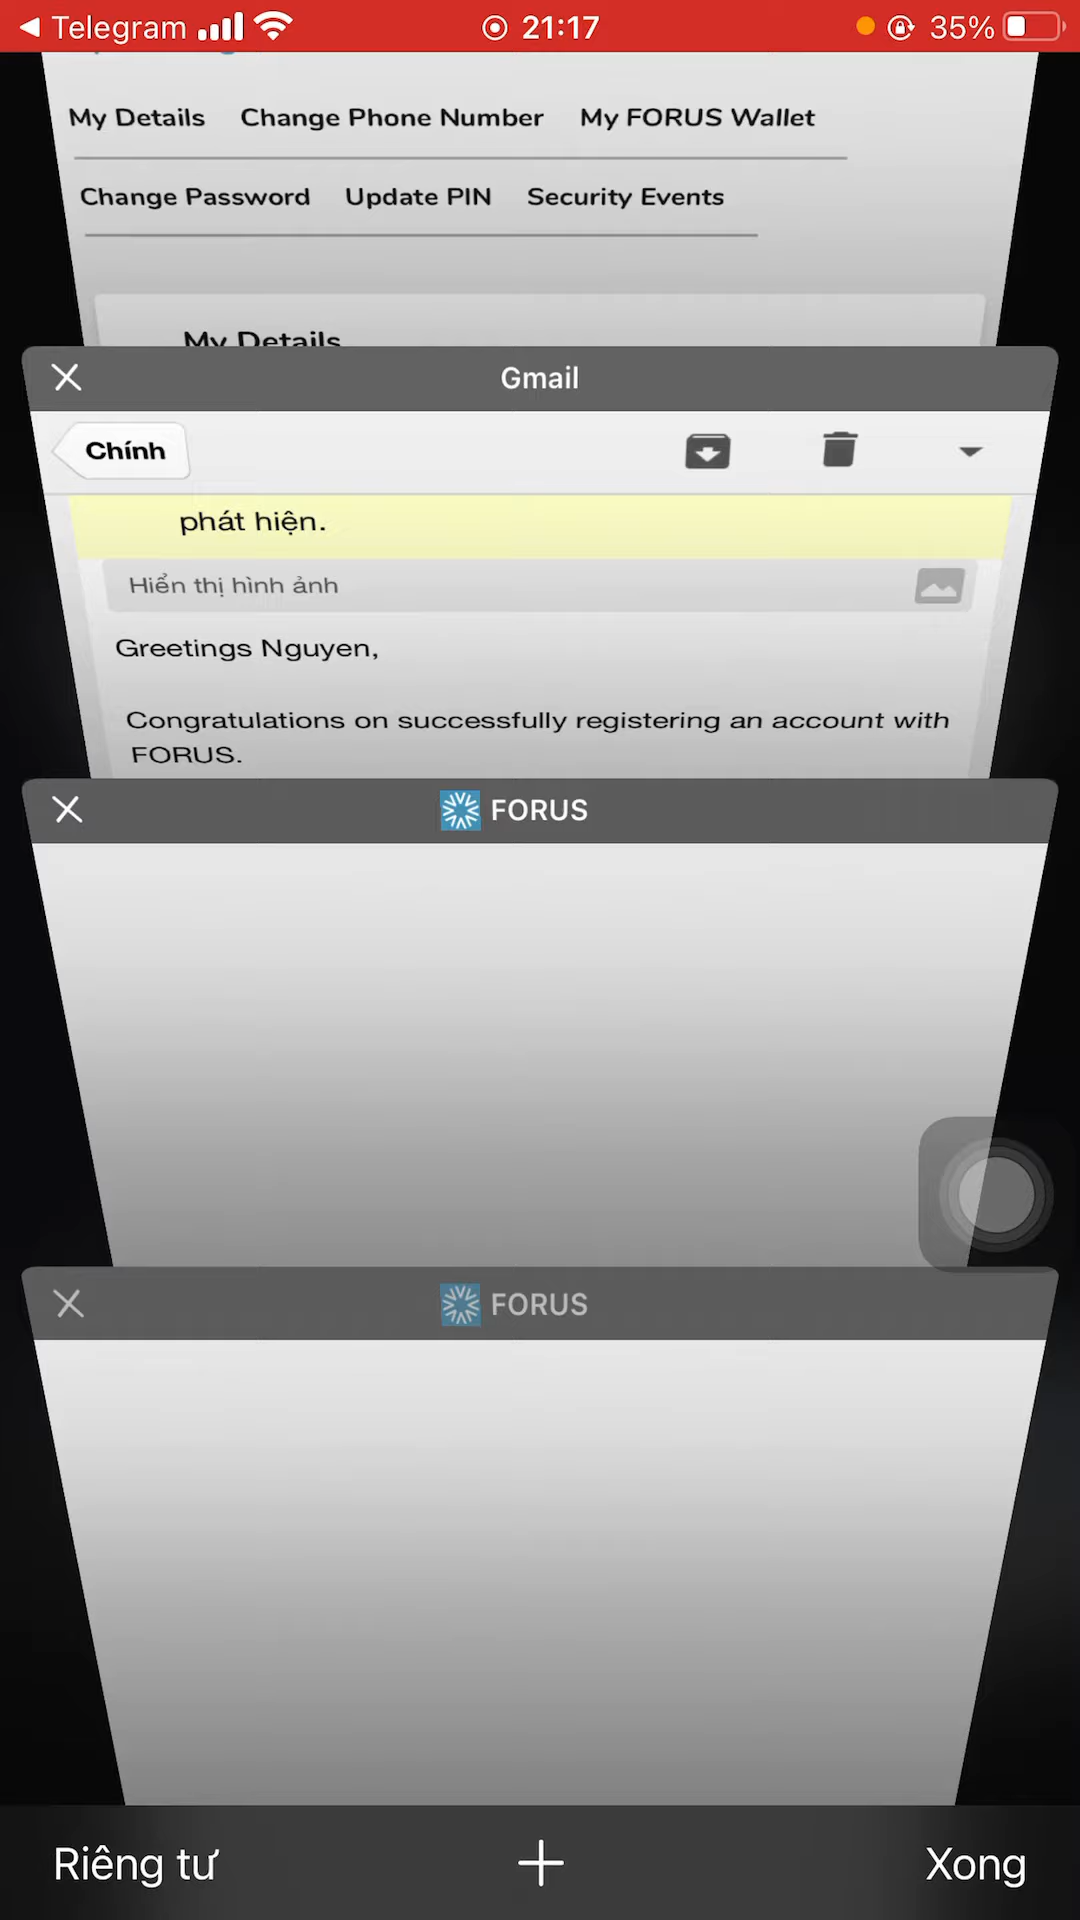 Telegram 21:17 35%
My Details Change Phone Number My FORUS Wallet
Change Password Update PIN Security Events
My Details
Gmail
Chính
phát hiện.
Hiển thị hình ảnh
Greetings Nguyen,
Congratulations on successfully registering an account with
FORUS.
FORUS
FORUS
Riêng tư Xong